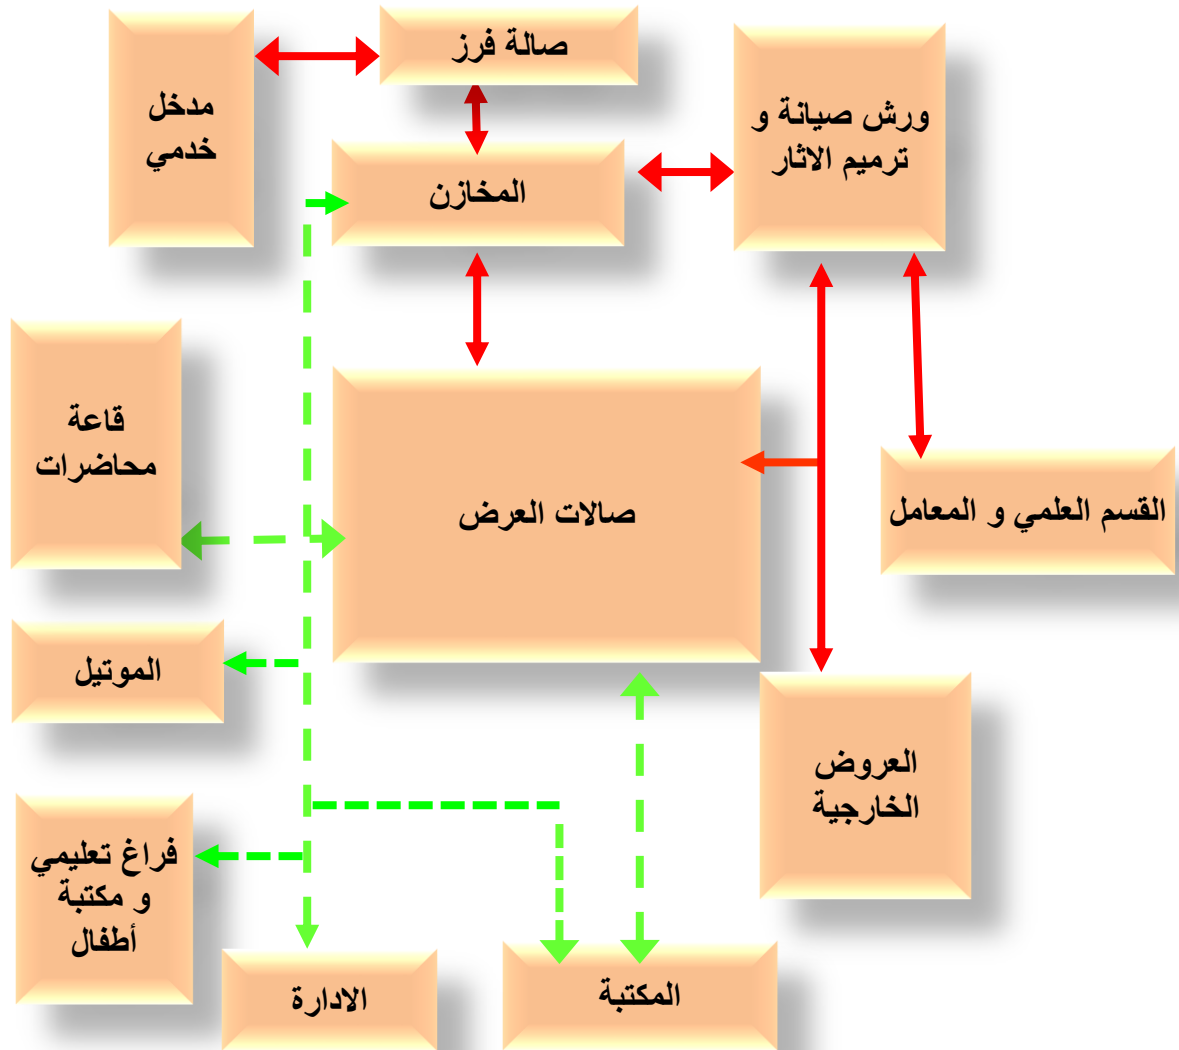 صالة فرز
مدخل
خدمي
ورش صيانة و
ترميم الاثار
المخازن
قاعة
محاضرات
صالات العرض
القسم العلمي و المعامل
الموتيل
العروض
الخارجية
فراغ تعليمي
و مكتبة
أطفال
الادارة
المكتبة